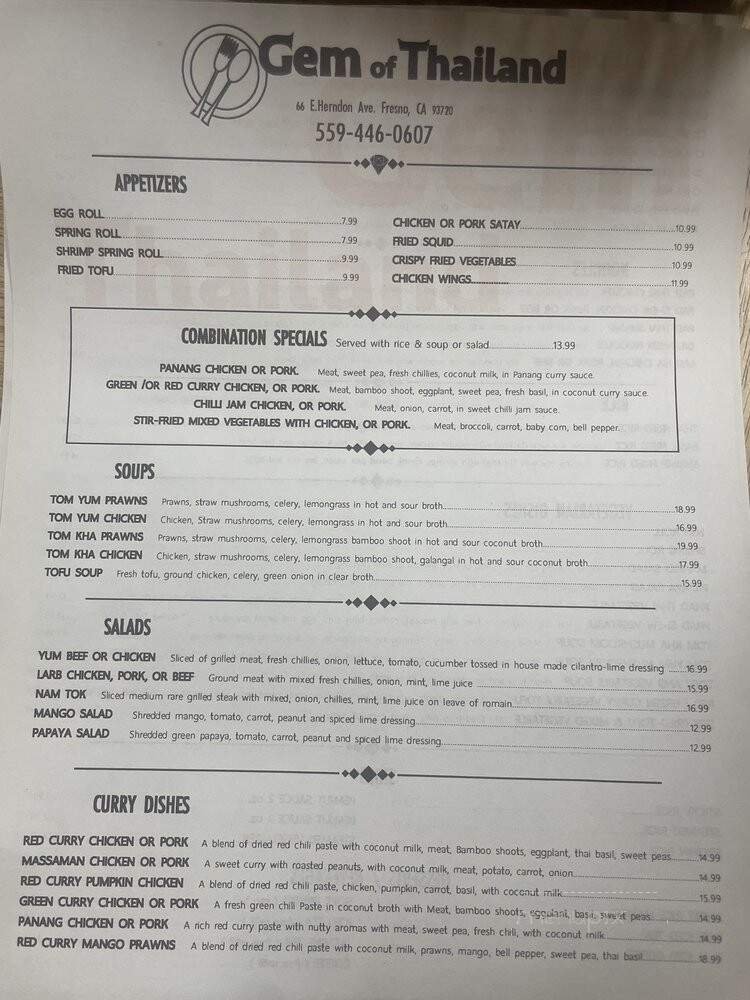 Gem of Thailand
66 E.Herndon Ave. Fresno, CA 93720
559-446-0607
APPETIZERS
EGG ROLL 7.99
SPRING ROLL 7.99
SHRIMP SPRING ROLL 9.99
FRIED TOFU 9.99
CHICKEN OR PORK SATAY 10.99
FRIED SQUID 10.99
CRISPY FRIED VEGETABLES 10.99
CHICKEN WINGS 11.99
COMBINATION SPECIALS Served with rice & soup or salad 13.99
PANANG CHICKEN OR PORK. Meat, sweet pea, fresh chillies, coconut milk, in Panang curry sauce.
GREEN /OR RED CURRY CHICKEN, OR PORK. Meat, bamboo shoot, eggplant, sweet pea, fresh basil, in coconut curry sauce.
CHILLI JAM CHICKEN, OR PORK. Meat, onion, carrot, in sweet chilli jam sauce.
STIR-FRIED MIXED VEGETABLES WITH CHICKEN, OR PORK. Meat, broccoli, carrot, baby corn, bell pepper.
SOUPS
TOM YUM PRAWNS Prawns, straw mushrooms, celery, lemongrass in hot and sour broth 18.99
TOM YUM CHICKEN Chicken, Straw mushrooms, celery, lemongrass in hot and sour broth 16.99
TOM KHA PRAWNS Prawns, straw mushrooms, celery, lemongrass bamboo shoot in hot and sour coconut broth 19.99
TOM KHA CHICKEN Chicken, straw mushrooms, celery, lemongrass bamboo shoot, galangal in hot and sour coconut broth 17.99
TOFU SOUP Fresh tofu, ground chicken, celery, green onion in clear broth 15.99
SALADS
YUM BEEF OR CHICKEN Sliced of grilled meat, fresh chillies, onion, lettuce, tomato, cucumber tossed in house made cilantro-lime dressing 16.99
LARB CHICKEN, PORK, OR BEEF Ground meat with mixed fresh chillies, onion, mint, lime juice 15.99
NAM TOK Sliced medium rare grilled steak with mixed, onion, chillies, mint, lime juice on leave of romain 16.99
MANGO SALAD Shredded mango, tomato, carrot, peanut and spiced lime dressing 12.99
PAPAYA SALAD Shredded green papaya, tomato, carrot, peanut and spiced lime dressing 12.99
CURRY DISHES
RED CURRY CHICKEN OR PORK A blend of dried red chili paste with coconut milk, meat, Bamboo shoots, eggplant, thai basil, sweet peas 14.99
MASSAMAN CHICKEN OR PORK A sweet curry with roasted peanuts, with coconut milk, meat, potato, carrot, onion 14.99
RED CURRY PUMPKIN CHICKEN A blend of dried red chili paste, chicken, pumpkin, carrot, basil, with coconut milk 15.99
GREEN CURRY CHICKEN OR PORK A fresh green chili Paste in coconut broth with Meat, bamboo shoots, eggplant, basil, sweet peas 14.99
PANANG CHICKEN OR PORK A rich red curry paste with nutty aromas with meat, sweet pea, fresh chili, with coconut milk 14.99
RED CURRY MANGO PRAWNS A blend of dried red chili paste with coconut milk, prawns, mango, bell pepper, sweet pea, thai basil 18.99